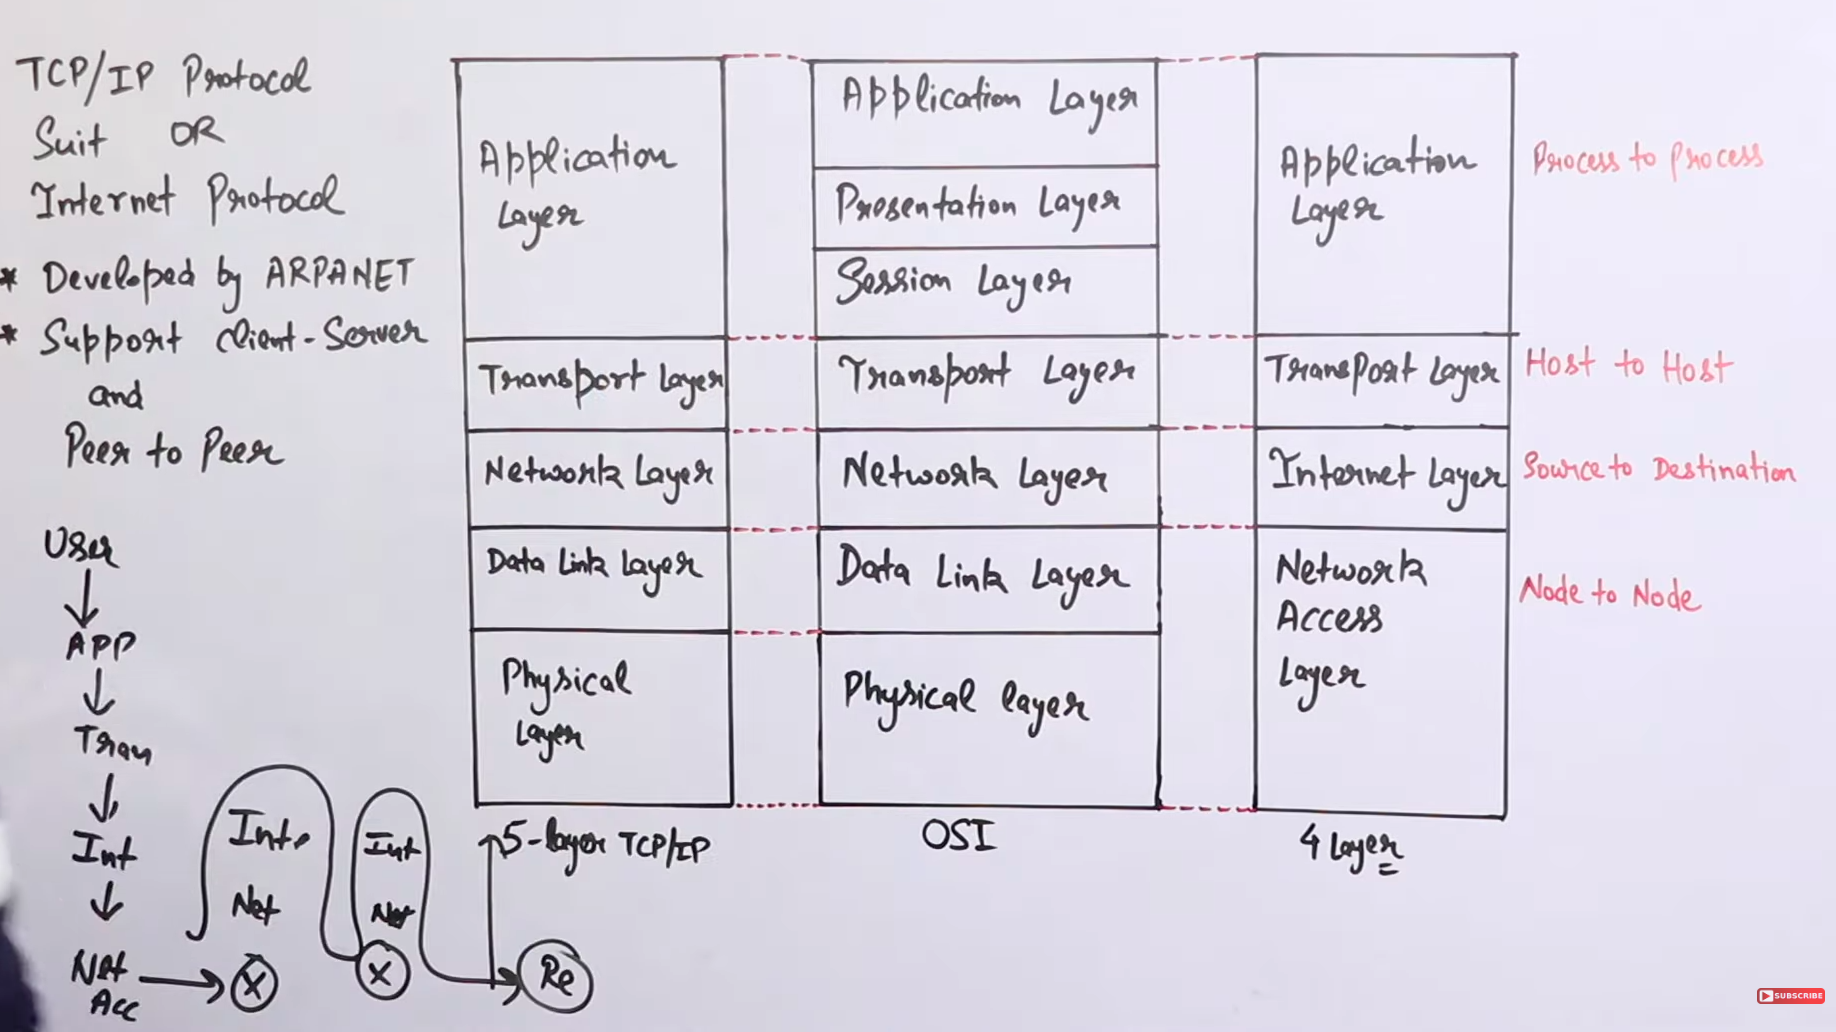 TCP/IP Protocol
Suit OR
Internet Protocol
* Developed by ARPANET
* Support Client-Server
and
Peer to Peer
User
APP
Tran
Int
Net
Acc
Int.
Net
X
Int
Net
X
Re
Application
Layer
Transport Layer
Network Layer
Data Link Layer
Physical
Layer
5-layer TCP/IP
Application Layer
Presentation Layer
Session Layer
Transport Layer
Network Layer
Data Link Layer
Physical layer
OSI
Application
Layer
Transport Layer
Internet Layer
Network
Access
Layer
4 Layer
Process to Process
Host to Host
Source to Destination
Node to Node
SUBSCRIBE